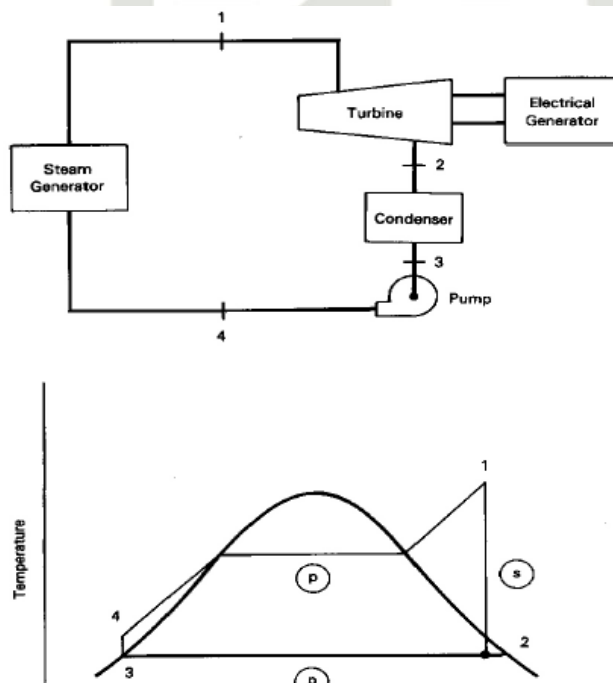 1
Turbine
Electrical
Generator
Steam
Generator
2
Condenser
3
Pump
4
Temperature
1
p
s
4
2
3
p